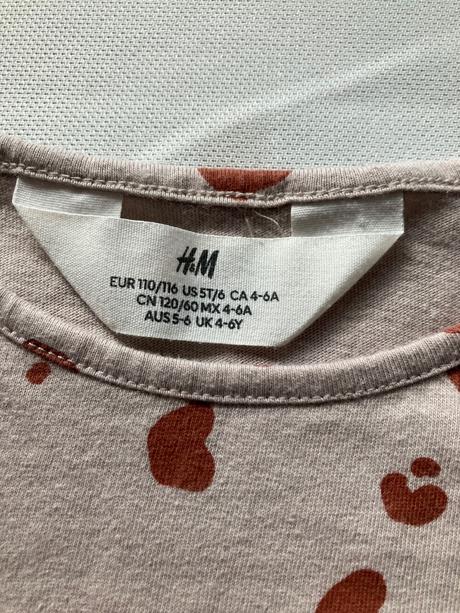 H&M
EUR 110/116 US 5T/6 CA 4-6A
CN 120/60 MX 4-6A
AUS 5-6 UK 4-6Y